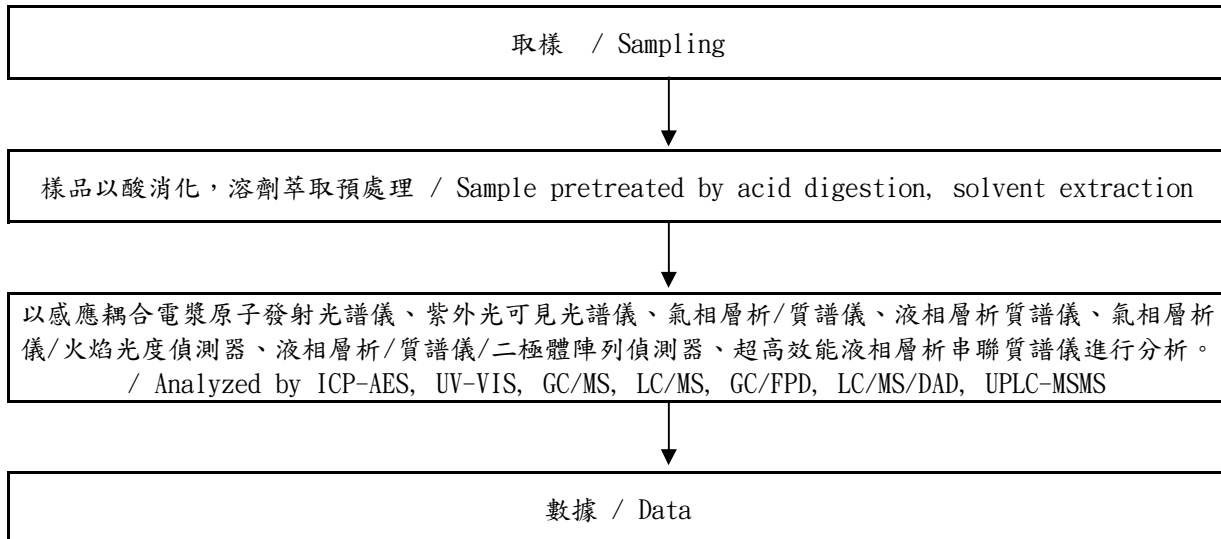 取樣 / Sampling
樣品以酸消化，溶劑萃取預處理 / Sample pretreated by acid digestion, solvent extraction
以感應耦合電漿原子發射光譜儀、紫外光可見光譜儀、氣相層析/質譜儀、液相層析質譜儀、氣相層析
儀/火焰光度偵測器、液相層析/質譜儀/二極體陣列偵測器、超高效能液相層析串聯質譜儀進行分析。
/ Analyzed by ICP-AES, UV-VIS, GC/MS, LC/MS, GC/FPD, LC/MS/DAD, UPLC-MSMS
數據 / Data